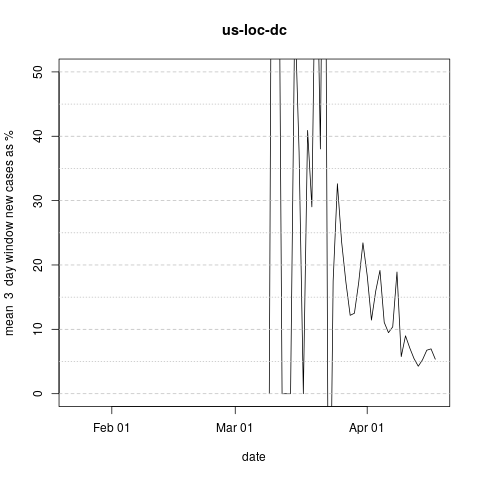 us-loc-dc
mean 3 day window new cases as %
50
40
30
20
10
0
Feb 01
Mar 01
Apr 01
date